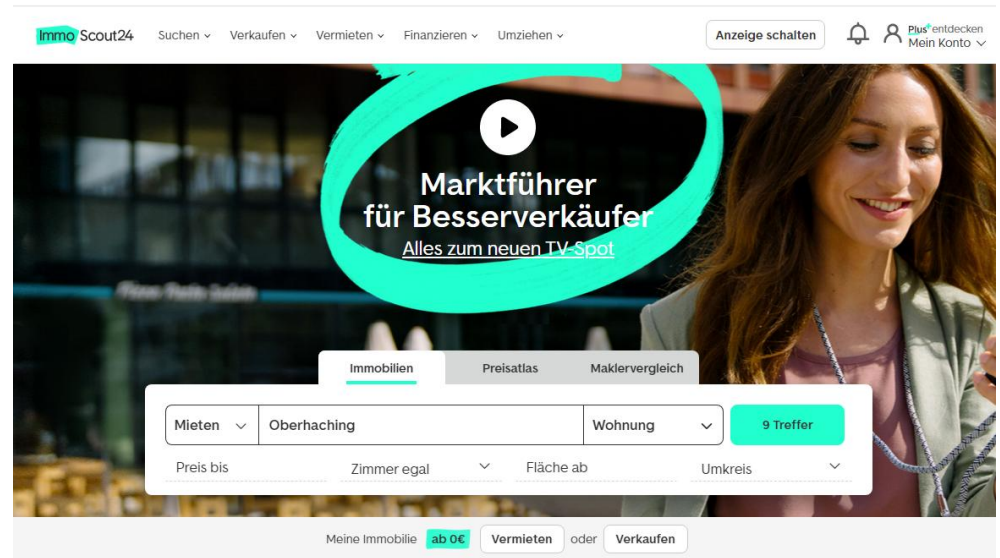 Immo Scout24 Suchen Verkaufen Vermieten Finanzieren Umziehen Anzeige schalten Plus+ entdecken
Mein Konto
Marktführer
für Besserverkäufer
Alles zum neuen TV-Spot
Immobilien Preisatlas Maklervergleich
Mieten Oberhaching Wohnung 9 Treffer
Preis bis Zimmer egal Fläche ab Umkreis
Meine Immobilie ab 0€ Vermieten oder Verkaufen